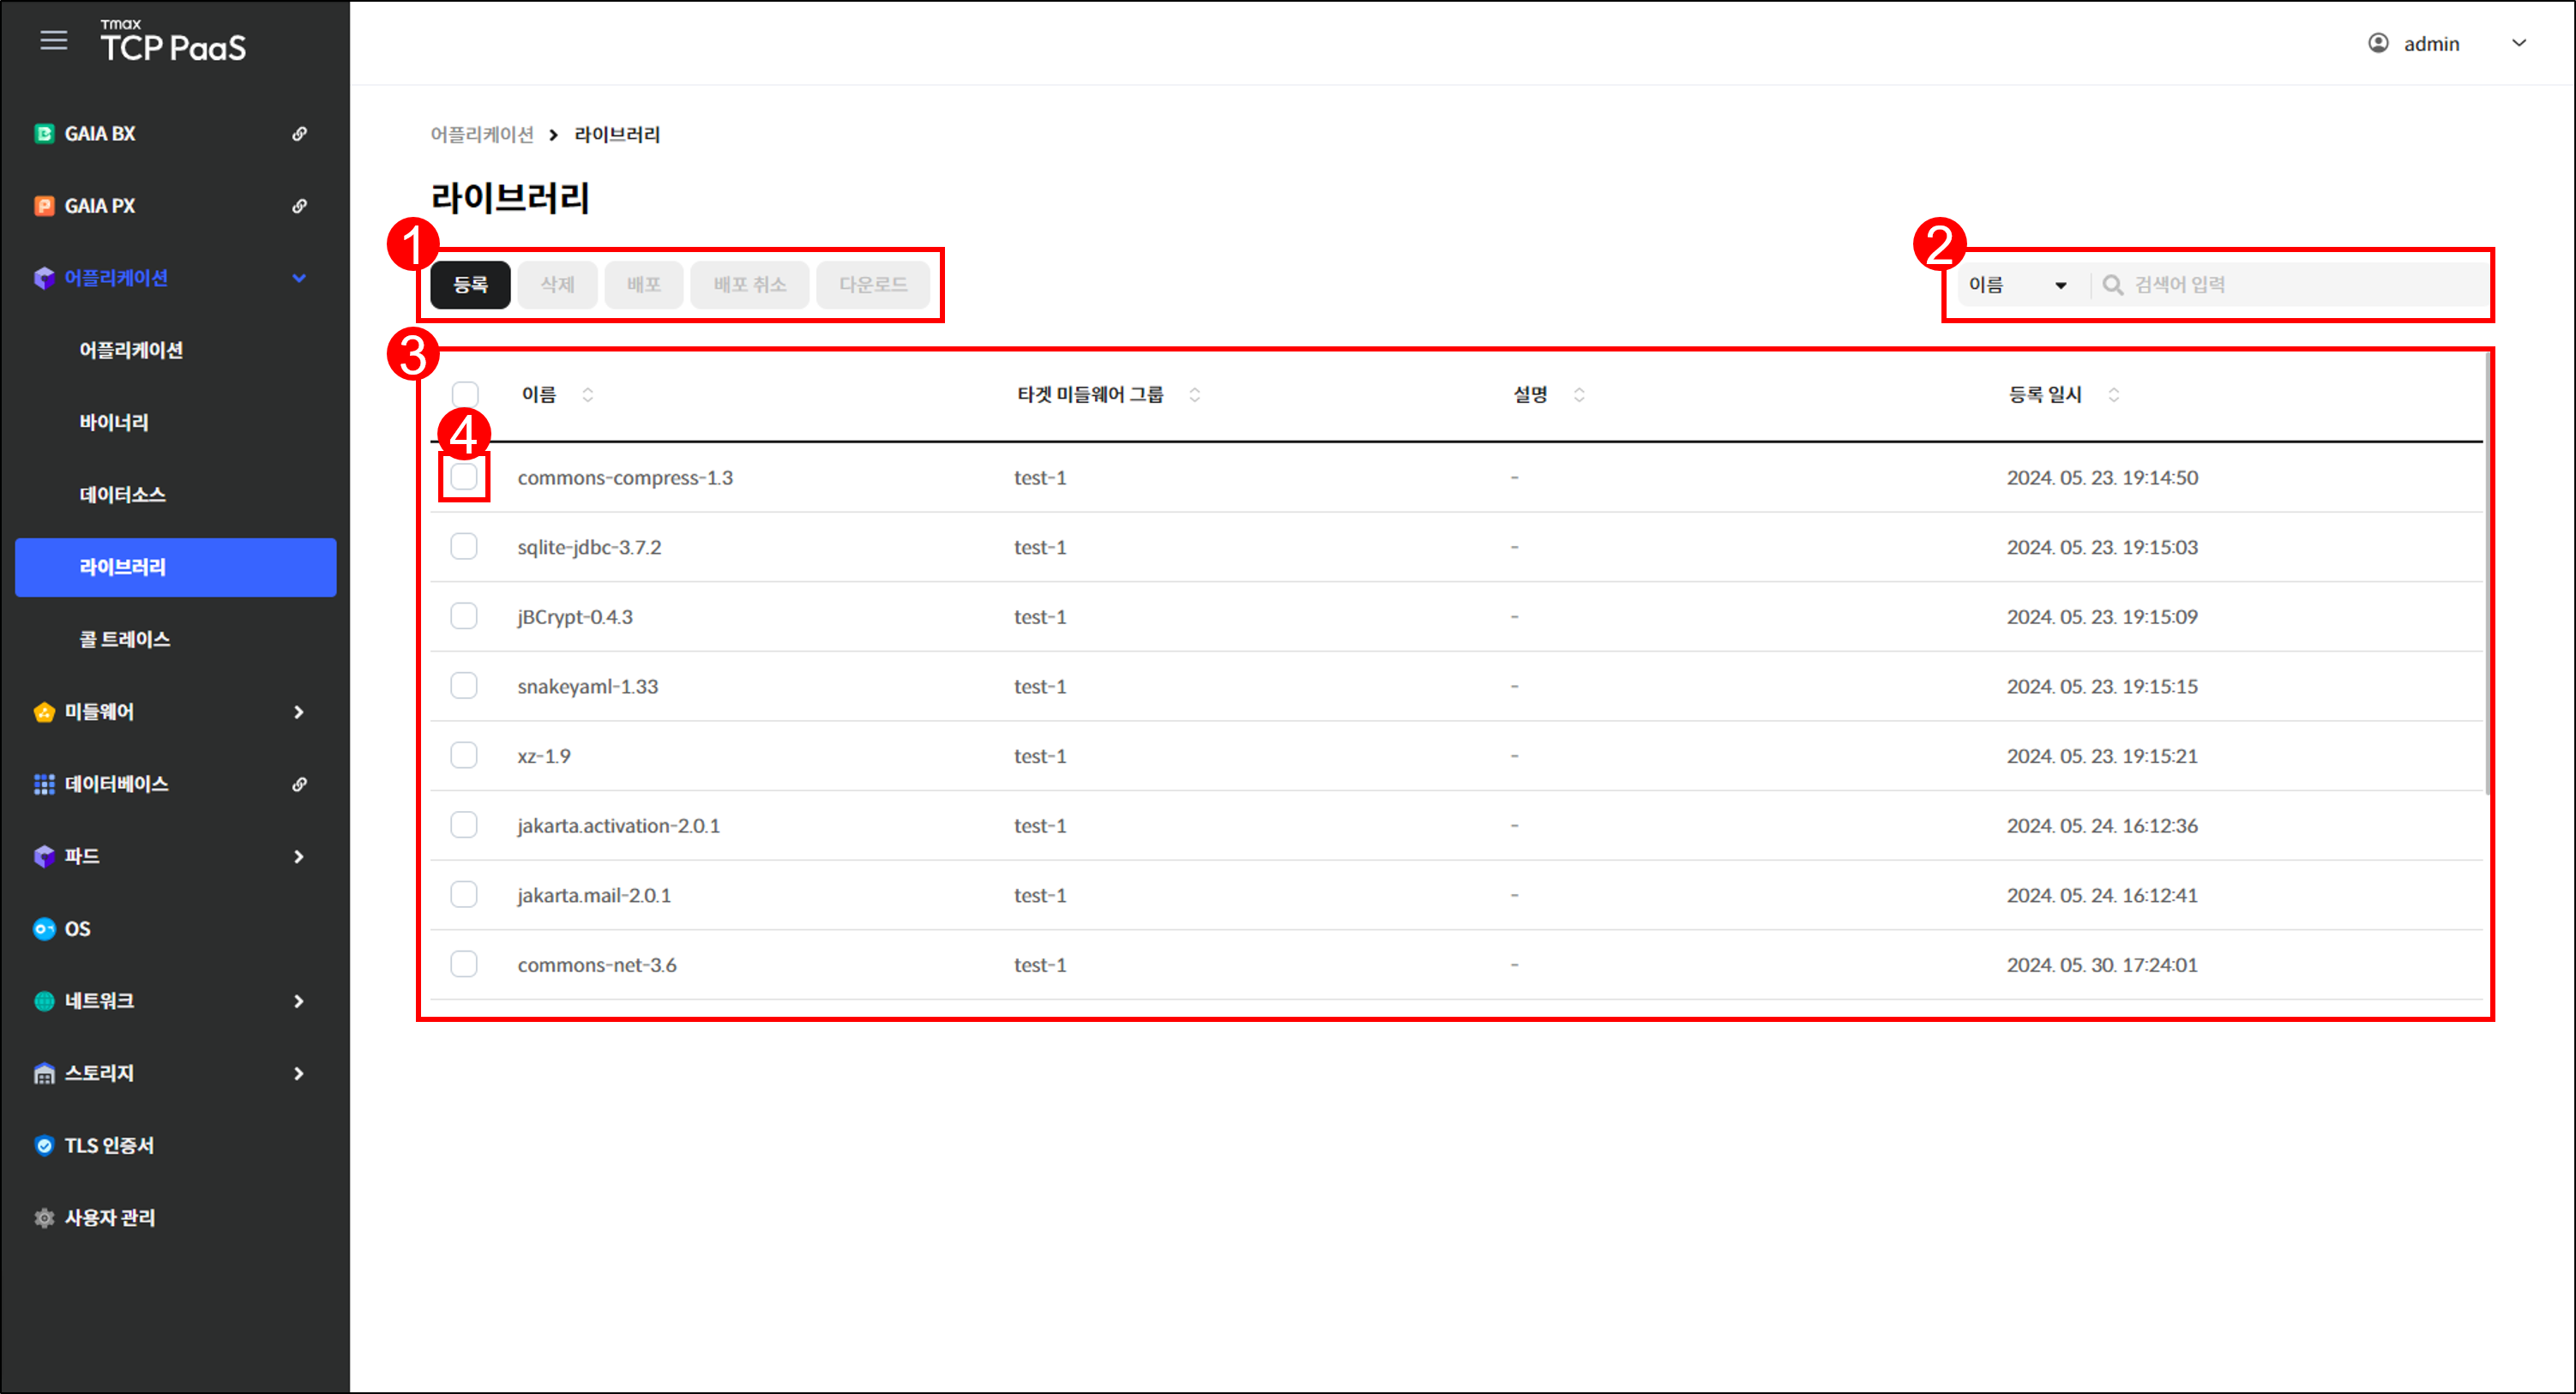 Tmax
TCP PaaS
admin
GAIA BX
GAIA PX
어플리케이션
어플리케이션
바이너리
데이터소스
라이브러리
콜 트레이스
미들웨어
데이터베이스
파드
OS
네트워크
스토리지
TLS 인증서
사용자 관리
어플리케이션 라이브러리
라이브러리
1
등록 삭제 배포 배포 취소 다운로드
2
이름 검색어 입력
3
이름 타겟 미들웨어 그룹 설명 등록 일시
4
commons-compress-1.3 test-1 - 2024. 05. 23. 19:14:50
sqlite-jdbc-3.7.2 test-1 - 2024. 05. 23. 19:15:03
jBCrypt-0.4.3 test-1 - 2024. 05. 23. 19:15:09
snakeyaml-1.33 test-1 - 2024. 05. 23. 19:15:15
xz-1.9 test-1 - 2024. 05. 23. 19:15:21
jakarta.activation-2.0.1 test-1 - 2024. 05. 24. 16:12:36
jakarta.mail-2.0.1 test-1 - 2024. 05. 24. 16:12:41
commons-net-3.6 test-1 - 2024. 05. 30. 17:24:01